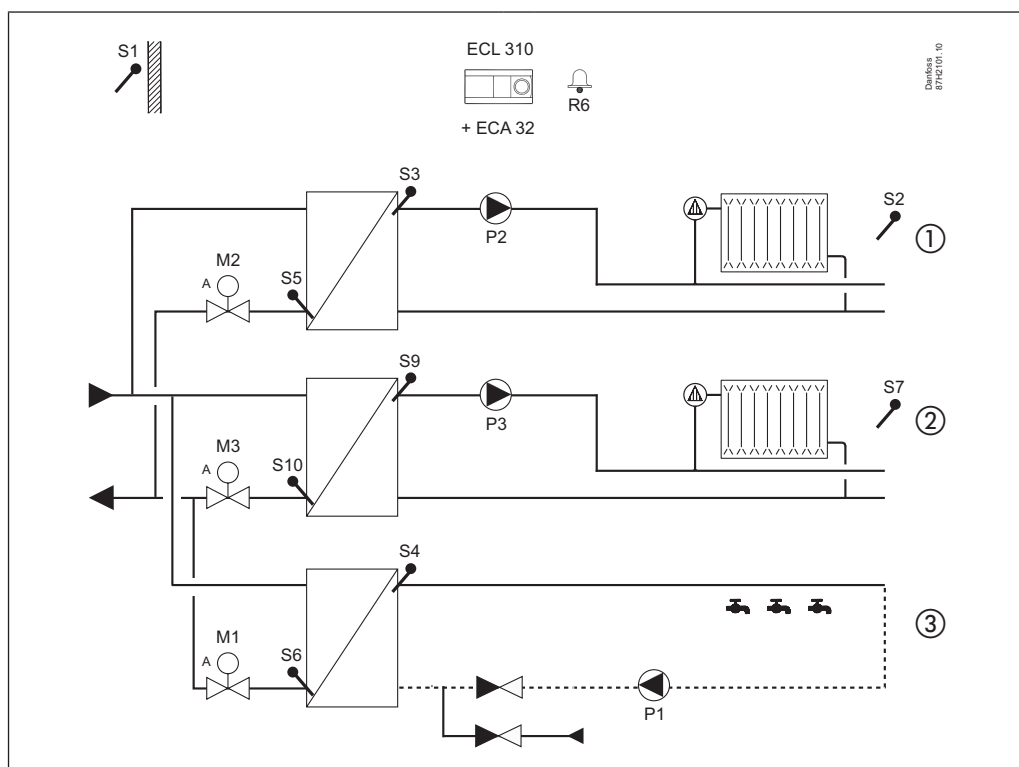 S1
ECL 310
R6
+ ECA 32
Danfoss
87H2101.10
S3
P2
S2
①
M2
A
S5
S9
P3
S7
②
M3
A
S10
S4
③
M1
A
S6
P1